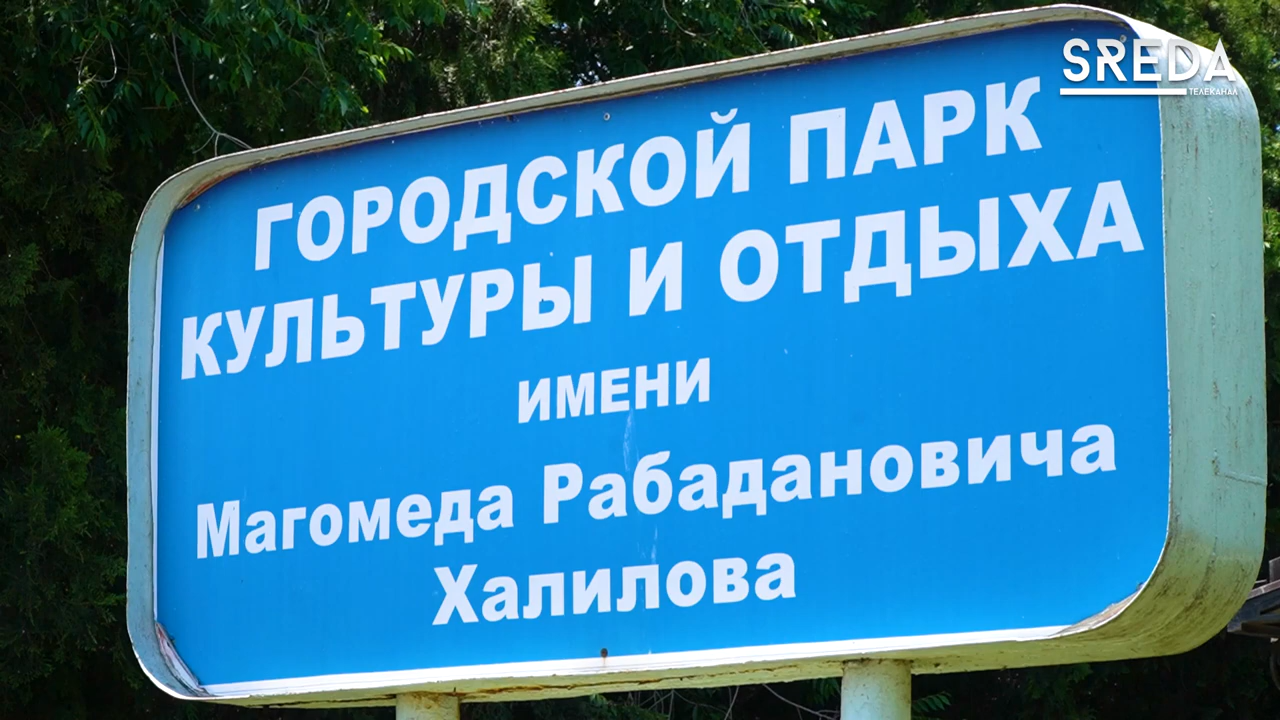 SREDA
ТЕЛЕКАНАЛ
ГОРОДСКОЙ ПАРК
КУЛЬТУРЫ И ОТДЫХА
ИМЕНИ
Магомеда Рабадановича
Халилова